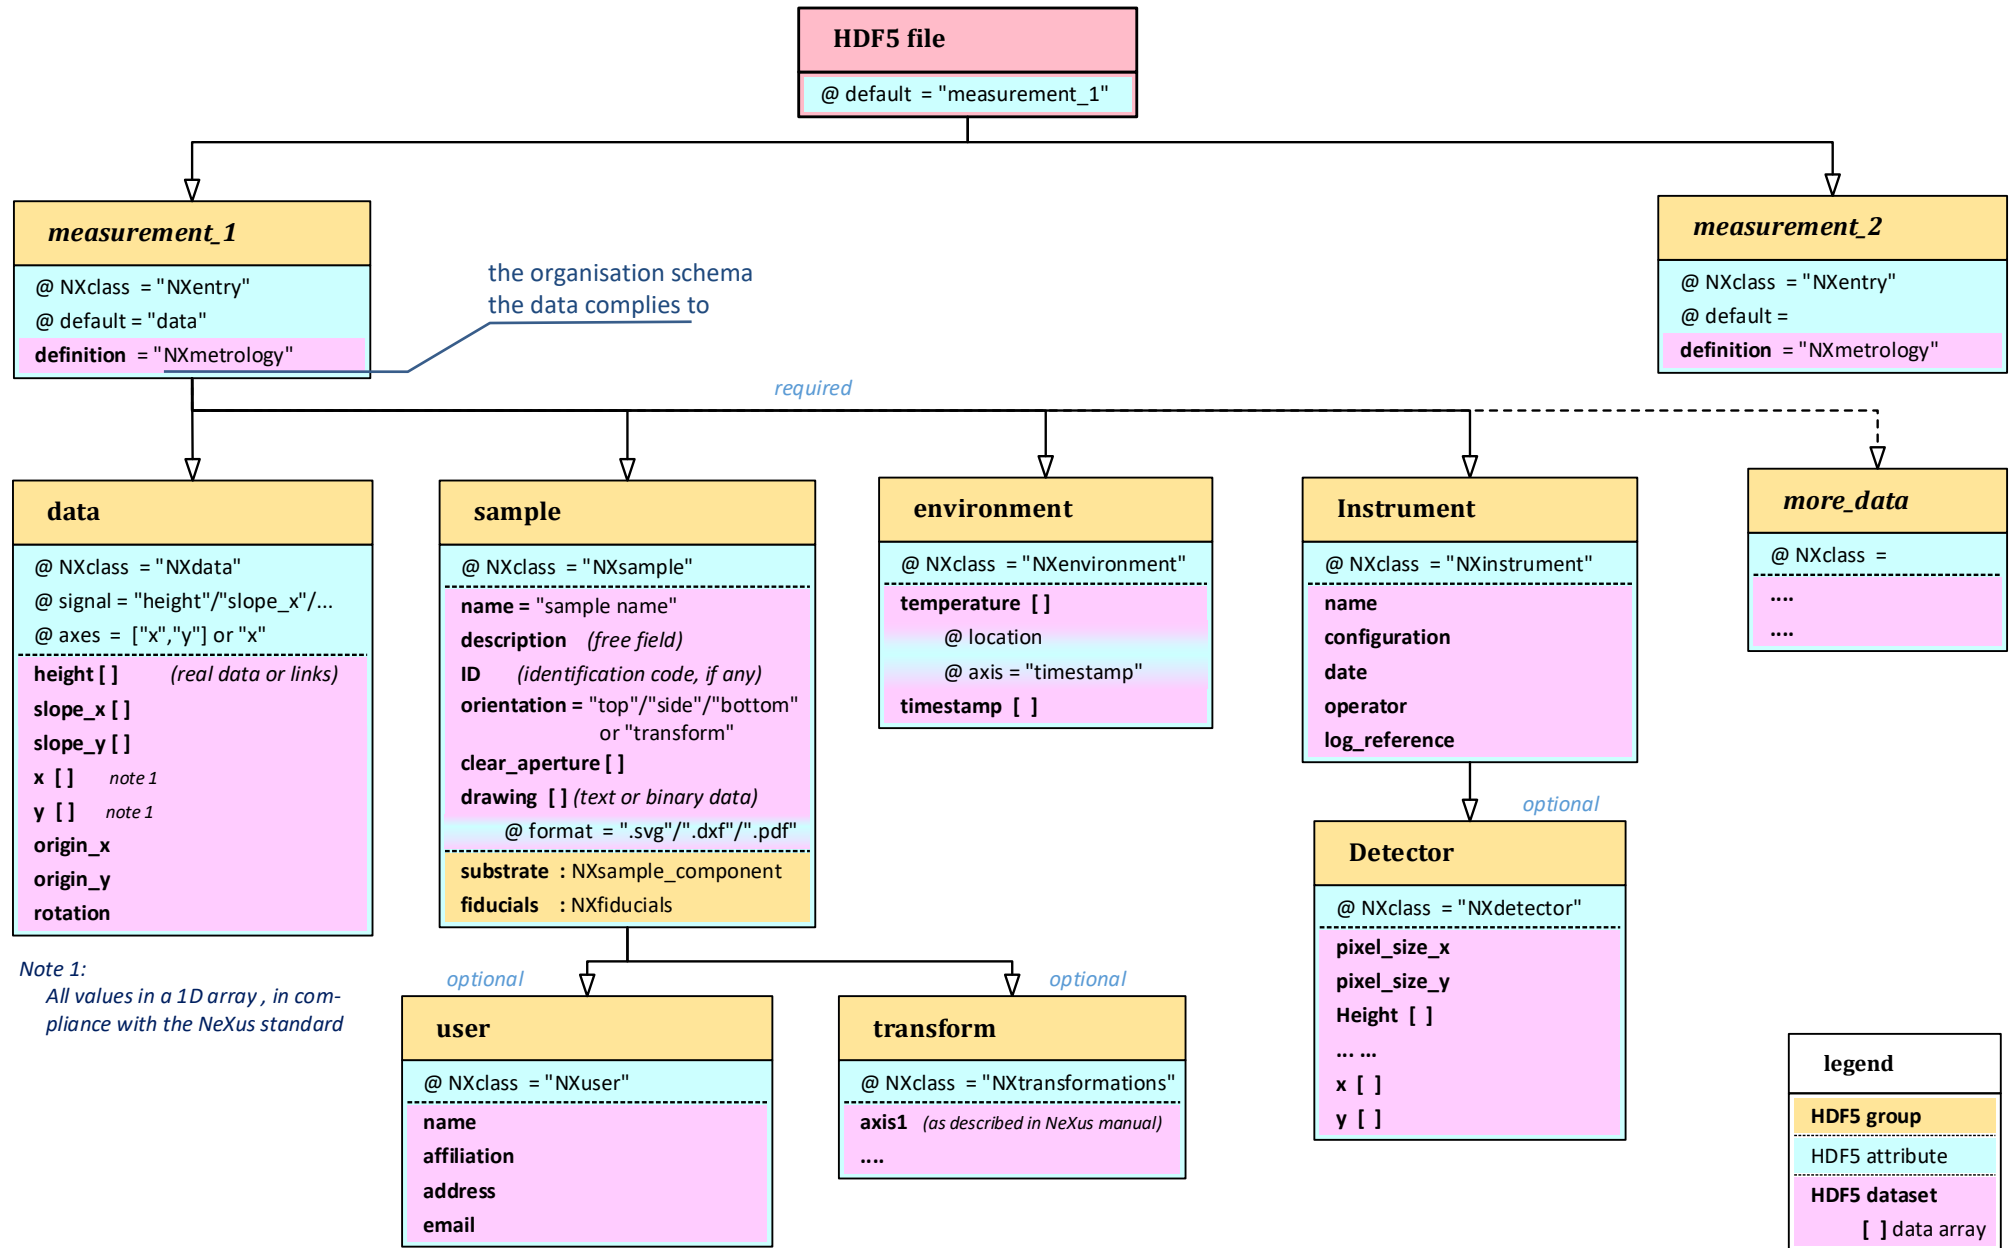 HDF5 file
@ default = "measurement_1"
measurement_1
@ NXclass = "NXentry"
@ default = "data"
definition = "NXmetrology"
the organisation schema
the data complies to
measurement_2
@ NXclass = "NXentry"
@ default =
definition = "NXmetrology"
required
data
@ NXclass = "NXdata"
@ signal = "height"/"slope_x"/...
@ axes = ["x","y"] or "x"
height [ ] (real data or links)
slope_x [ ]
slope_y [ ]
x [ ] note 1
y [ ] note 1
origin_x
origin_y
rotation
Note 1:
All values in a 1D array , in com-
pliance with the NeXus standard
sample
@ NXclass = "NXsample"
name = "sample name"
description (free field)
ID (identification code, if any)
orientation = "top"/"side"/"bottom"
or "transform"
clear_aperture [ ]
drawing [ ] (text or binary data)
@ format = ".svg"/".dxf"/".pdf"
substrate : NXsample_component
fiducials : NXfiducials
environment
@ NXclass = "NXenvironment"
temperature [ ]
@ location
@ axis = "timestamp"
timestamp [ ]
Instrument
@ NXclass = "NXinstrument"
name
configuration
date
operator
log_reference
more_data
@ NXclass =
....
....
optional
user
@ NXclass = "NXuser"
name
affiliation
address
email
optional
transform
@ NXclass = "NXtransformations"
axis1 (as described in NeXus manual)
....
optional
Detector
@ NXclass = "NXdetector"
pixel_size_x
pixel_size_y
Height [ ]
... ...
x [ ]
y [ ]
legend
HDF5 group
HDF5 attribute
HDF5 dataset
[ ] data array